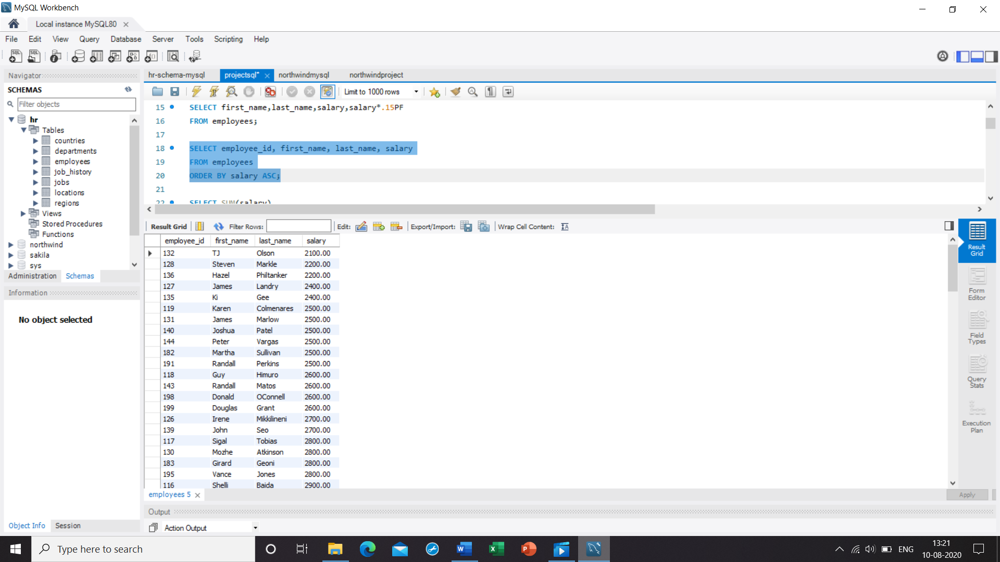 MySQL Workbench
Local instance MySQL80
File Edit View Query Database Server Tools Scripting Help
Navigator
SCHEMAS
Filter objects
hr
Tables
countries
departments
employees
job_history
jobs
locations
regions
Views
Stored Procedures
Functions
northwind
sakila
sys
Administration Schemas
Information
No object selected
Object Info Session
hr-schema-mysql projectsql* northwindmysql northwindproject
Limit to 1000 rows
15 SELECT first_name,last_name,salary,salary*.15PF
16 FROM employees;
17
18 SELECT employee_id, first_name, last_name, salary
19 FROM employees
20 ORDER BY salary ASC;
21
22 SELECT SUM(salary)
Result Grid Filter Rows: Edit: Export/Import: Wrap Cell Content:
employee_id first_name last_name salary
132 TJ Olson 2100.00
128 Steven Markle 2200.00
136 Hazel Philtanker 2200.00
127 James Landry 2400.00
135 Ki Gee 2400.00
119 Karen Colmenares 2500.00
131 James Marlow 2500.00
140 Joshua Patel 2500.00
144 Peter Vargas 2500.00
182 Martha Sullivan 2500.00
191 Randall Perkins 2500.00
118 Guy Himuro 2600.00
143 Randall Matos 2600.00
198 Donald OConnell 2600.00
199 Douglas Grant 2600.00
126 Irene Mikkilineni 2700.00
139 John Seo 2700.00
117 Sigal Tobias 2800.00
130 Mozhe Atkinson 2800.00
183 Girard Geoni 2800.00
195 Vance Jones 2800.00
116 Shelli Baida 2900.00
Result
Grid
Form
Editor
Field
Types
Query
Stats
Execution
Plan
employees 5
Apply
Output
Action Output
Type here to search
ENG
13:21
10-08-2020